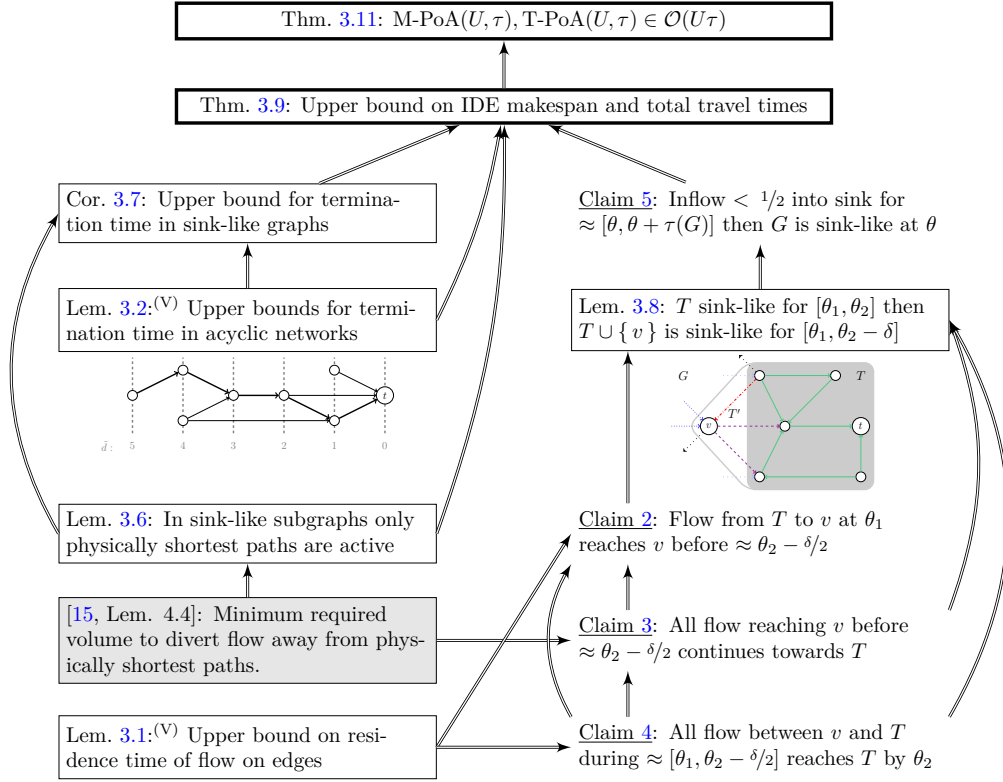 Thm. 3.11: M-PoA(U, τ), T-PoA(U, τ) ∈ 𝒪(Uτ)
Thm. 3.9: Upper bound on IDE makespan and total travel times
Cor. 3.7: Upper bound for termina-
tion time in sink-like graphs
Claim 5: Inflow < 1/2 into sink for
≈ [θ, θ + τ(G)] then G is sink-like at θ
Lem. 3.2:(V) Upper bounds for ter-
mination time in acyclic networks
Lem. 3.8: T sink-like for [θ1, θ2] then
T ∪ { v } is sink-like for [θ1, θ2 − δ]
t
d̃ :
5
4
3
2
1
0
G
T
T′
v
t
Lem. 3.6: In sink-like subgraphs only
physically shortest paths are active
Claim 2: Flow from T to v at θ1
reaches v before ≈ θ2 − δ/2
[15, Lem. 4.4]: Minimum required
volume to divert flow away from phys-
ically shortest paths.
Claim 3: All flow reaching v before
≈ θ2 − δ/2 continues towards T
Lem. 3.1:(V) Upper bound on resi-
dence time of flow on edges
Claim 4: All flow between v and T
during ≈ [θ1, θ2 − δ/2] reaches T by θ2